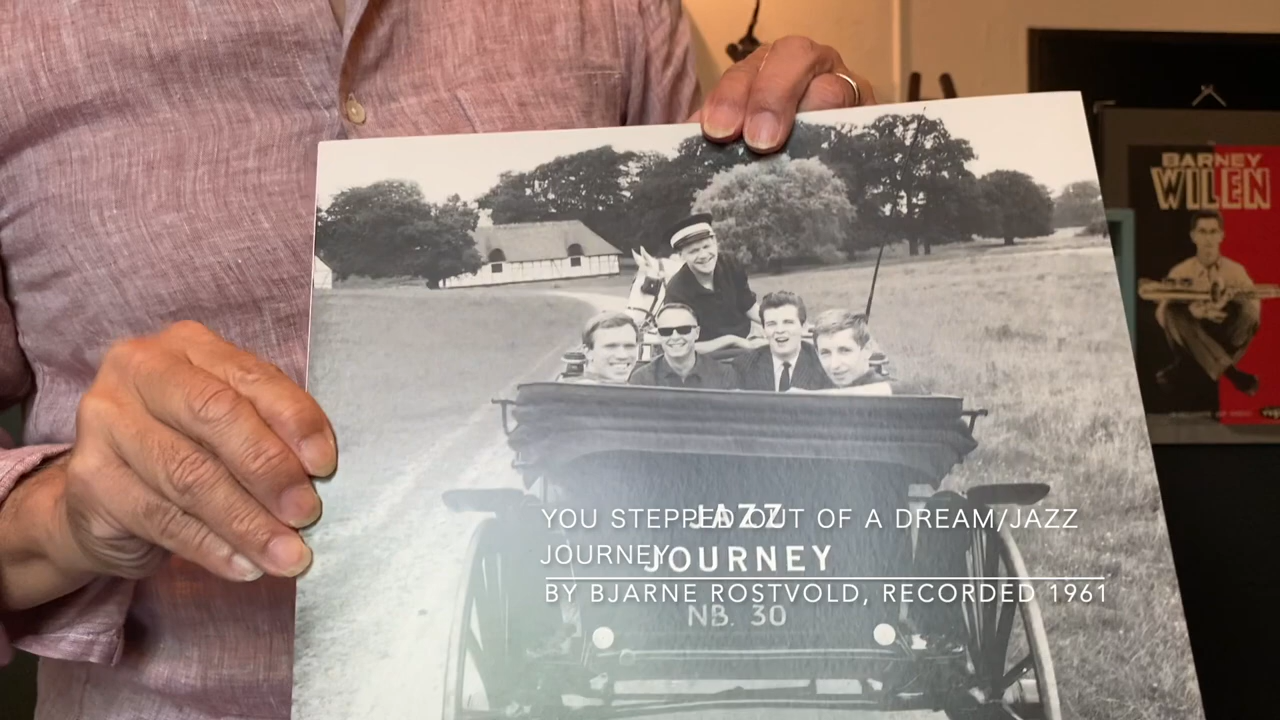 BARNEY
WILEN
JAZZ
JOURNEY
NB. 30
YOU STEPPED OUT OF A DREAM/JAZZ
JOURNEY
BY BJARNE ROSTVOLD, RECORDED 1961